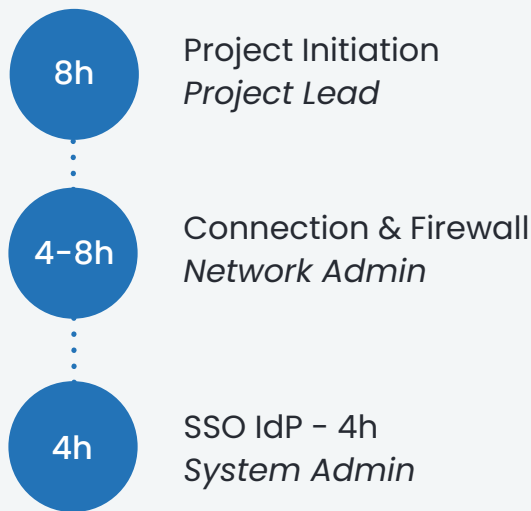 8h
Project Initiation
Project Lead
4-8h
Connection & Firewall
Network Admin
4h
SSO IdP - 4h
System Admin